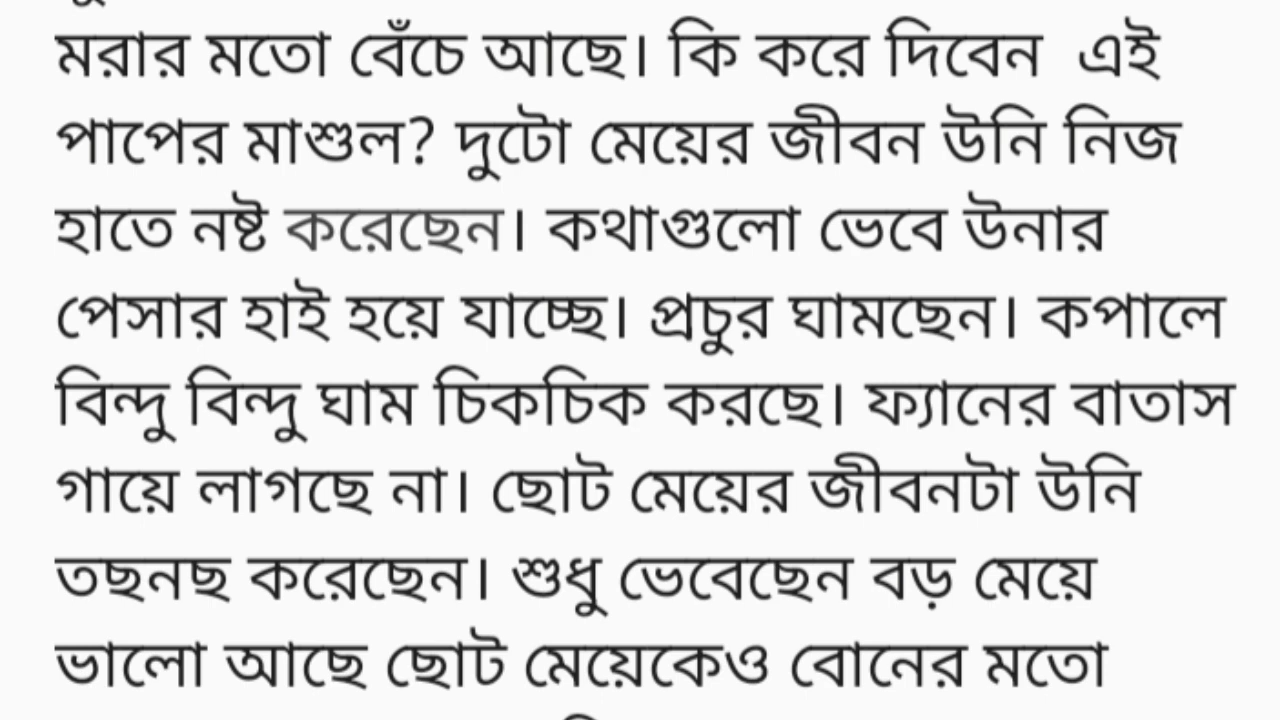 মরার মতো বেঁচে আছে। কি করে দিবেন এই
পাপের মাশুল? দুটো মেয়ের জীবন উনি নিজ
হাতে নষ্ট করেছেন। কথাগুলো ভেবে উনার
পেসার হাই হয়ে যাচ্ছে। প্রচুর ঘামছেন। কপালে
বিন্দু বিন্দু ঘাম চিকচিক করছে। ফ্যানের বাতাস
গায়ে লাগছে না। ছোট মেয়ের জীবনটা উনি
তছনছ করেছেন। শুধু ভেবেছেন বড় মেয়ে
ভালো আছে ছোট মেয়েকেও বোনের মতো